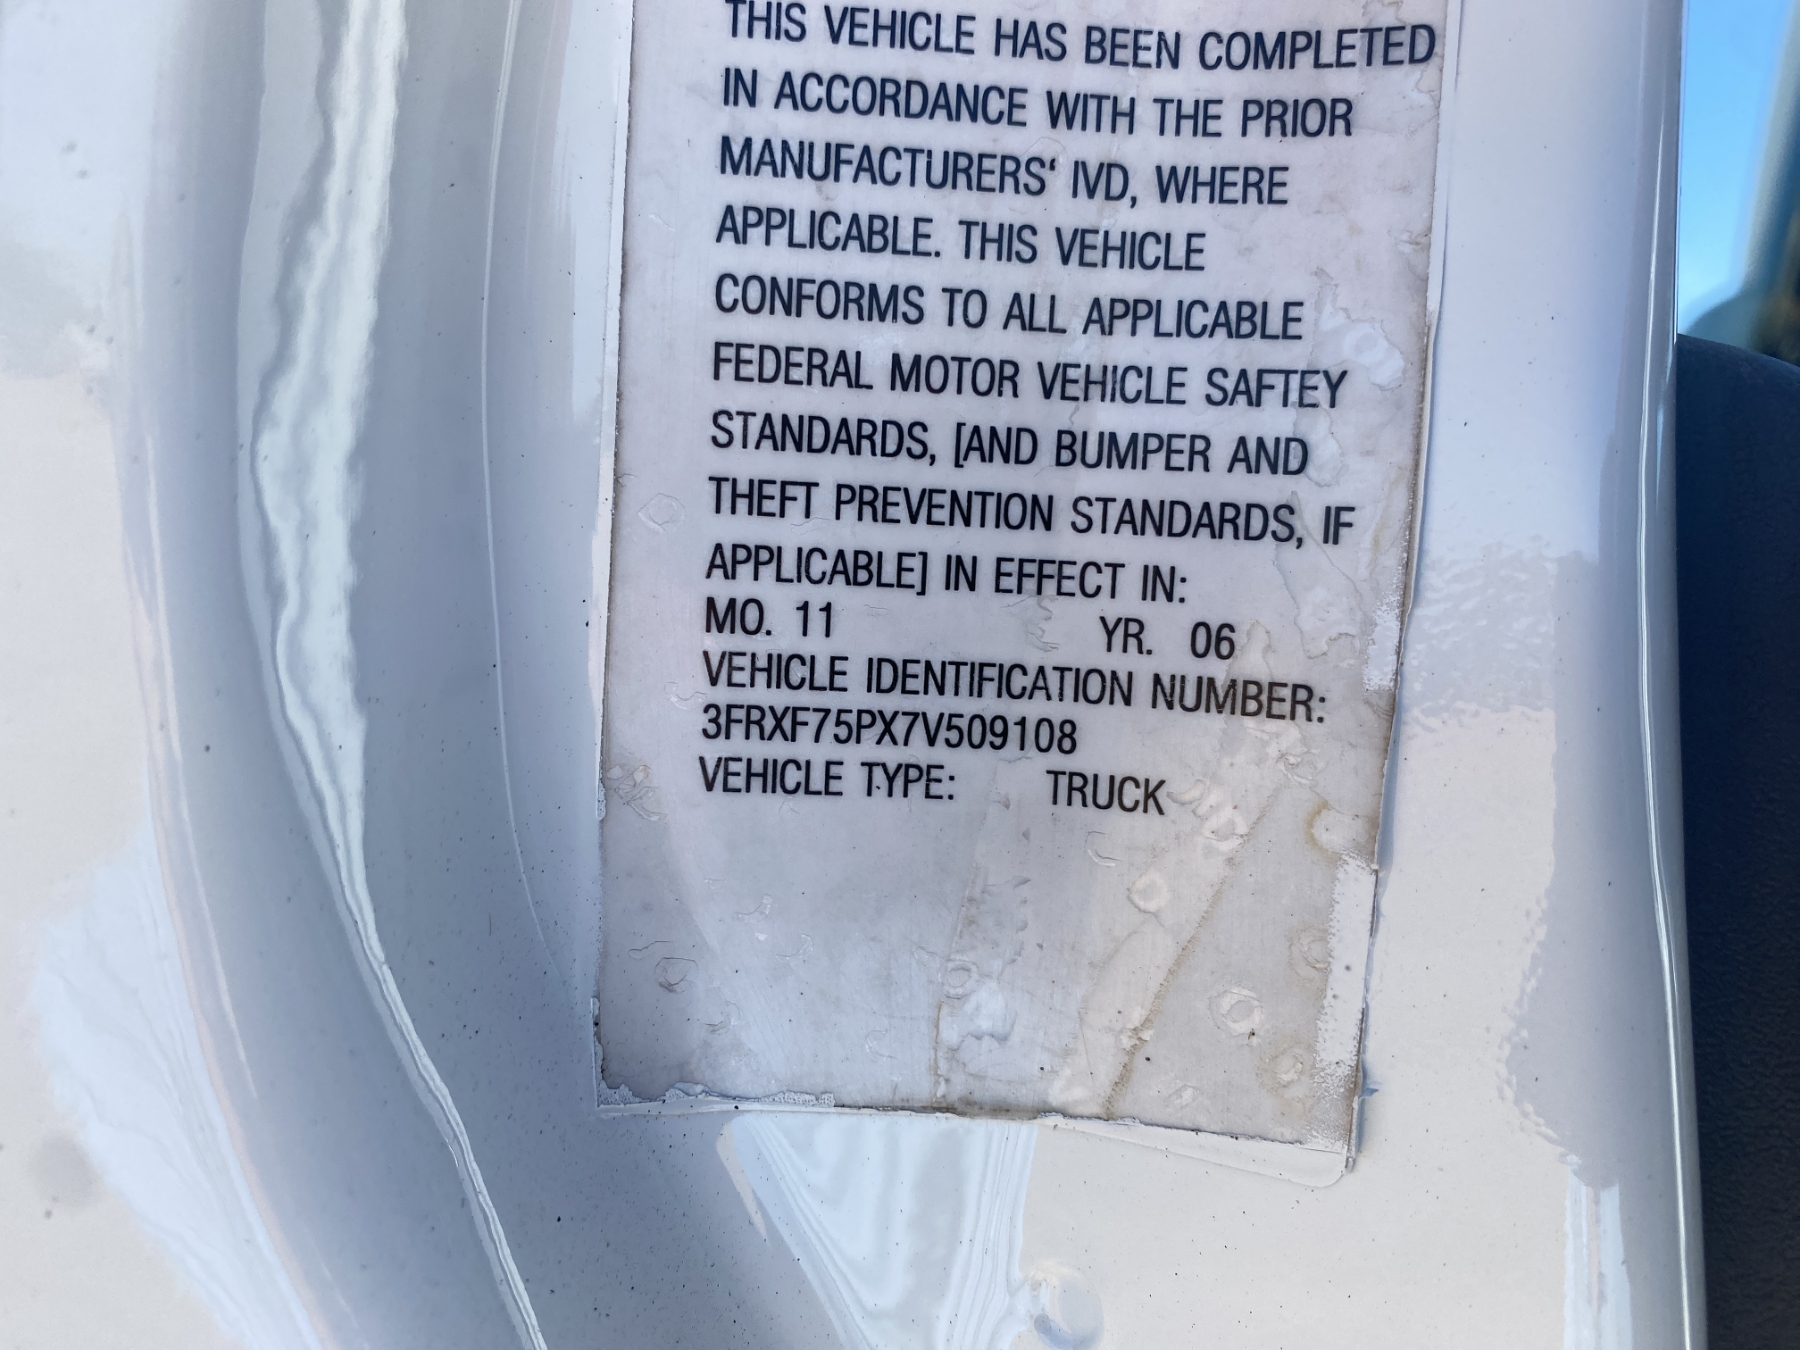 THIS VEHICLE HAS BEEN COMPLETED
IN ACCORDANCE WITH THE PRIOR
MANUFACTURERS‘ IVD, WHERE
APPLICABLE. THIS VEHICLE
CONFORMS TO ALL APPLICABLE
FEDERAL MOTOR VEHICLE SAFTEY
STANDARDS, [AND BUMPER AND
THEFT PREVENTION STANDARDS, IF
APPLICABLE] IN EFFECT IN:
MO. 11 YR. 06
VEHICLE IDENTIFICATION NUMBER:
3FRXF75PX7V509108
VEHICLE TYPE: TRUCK